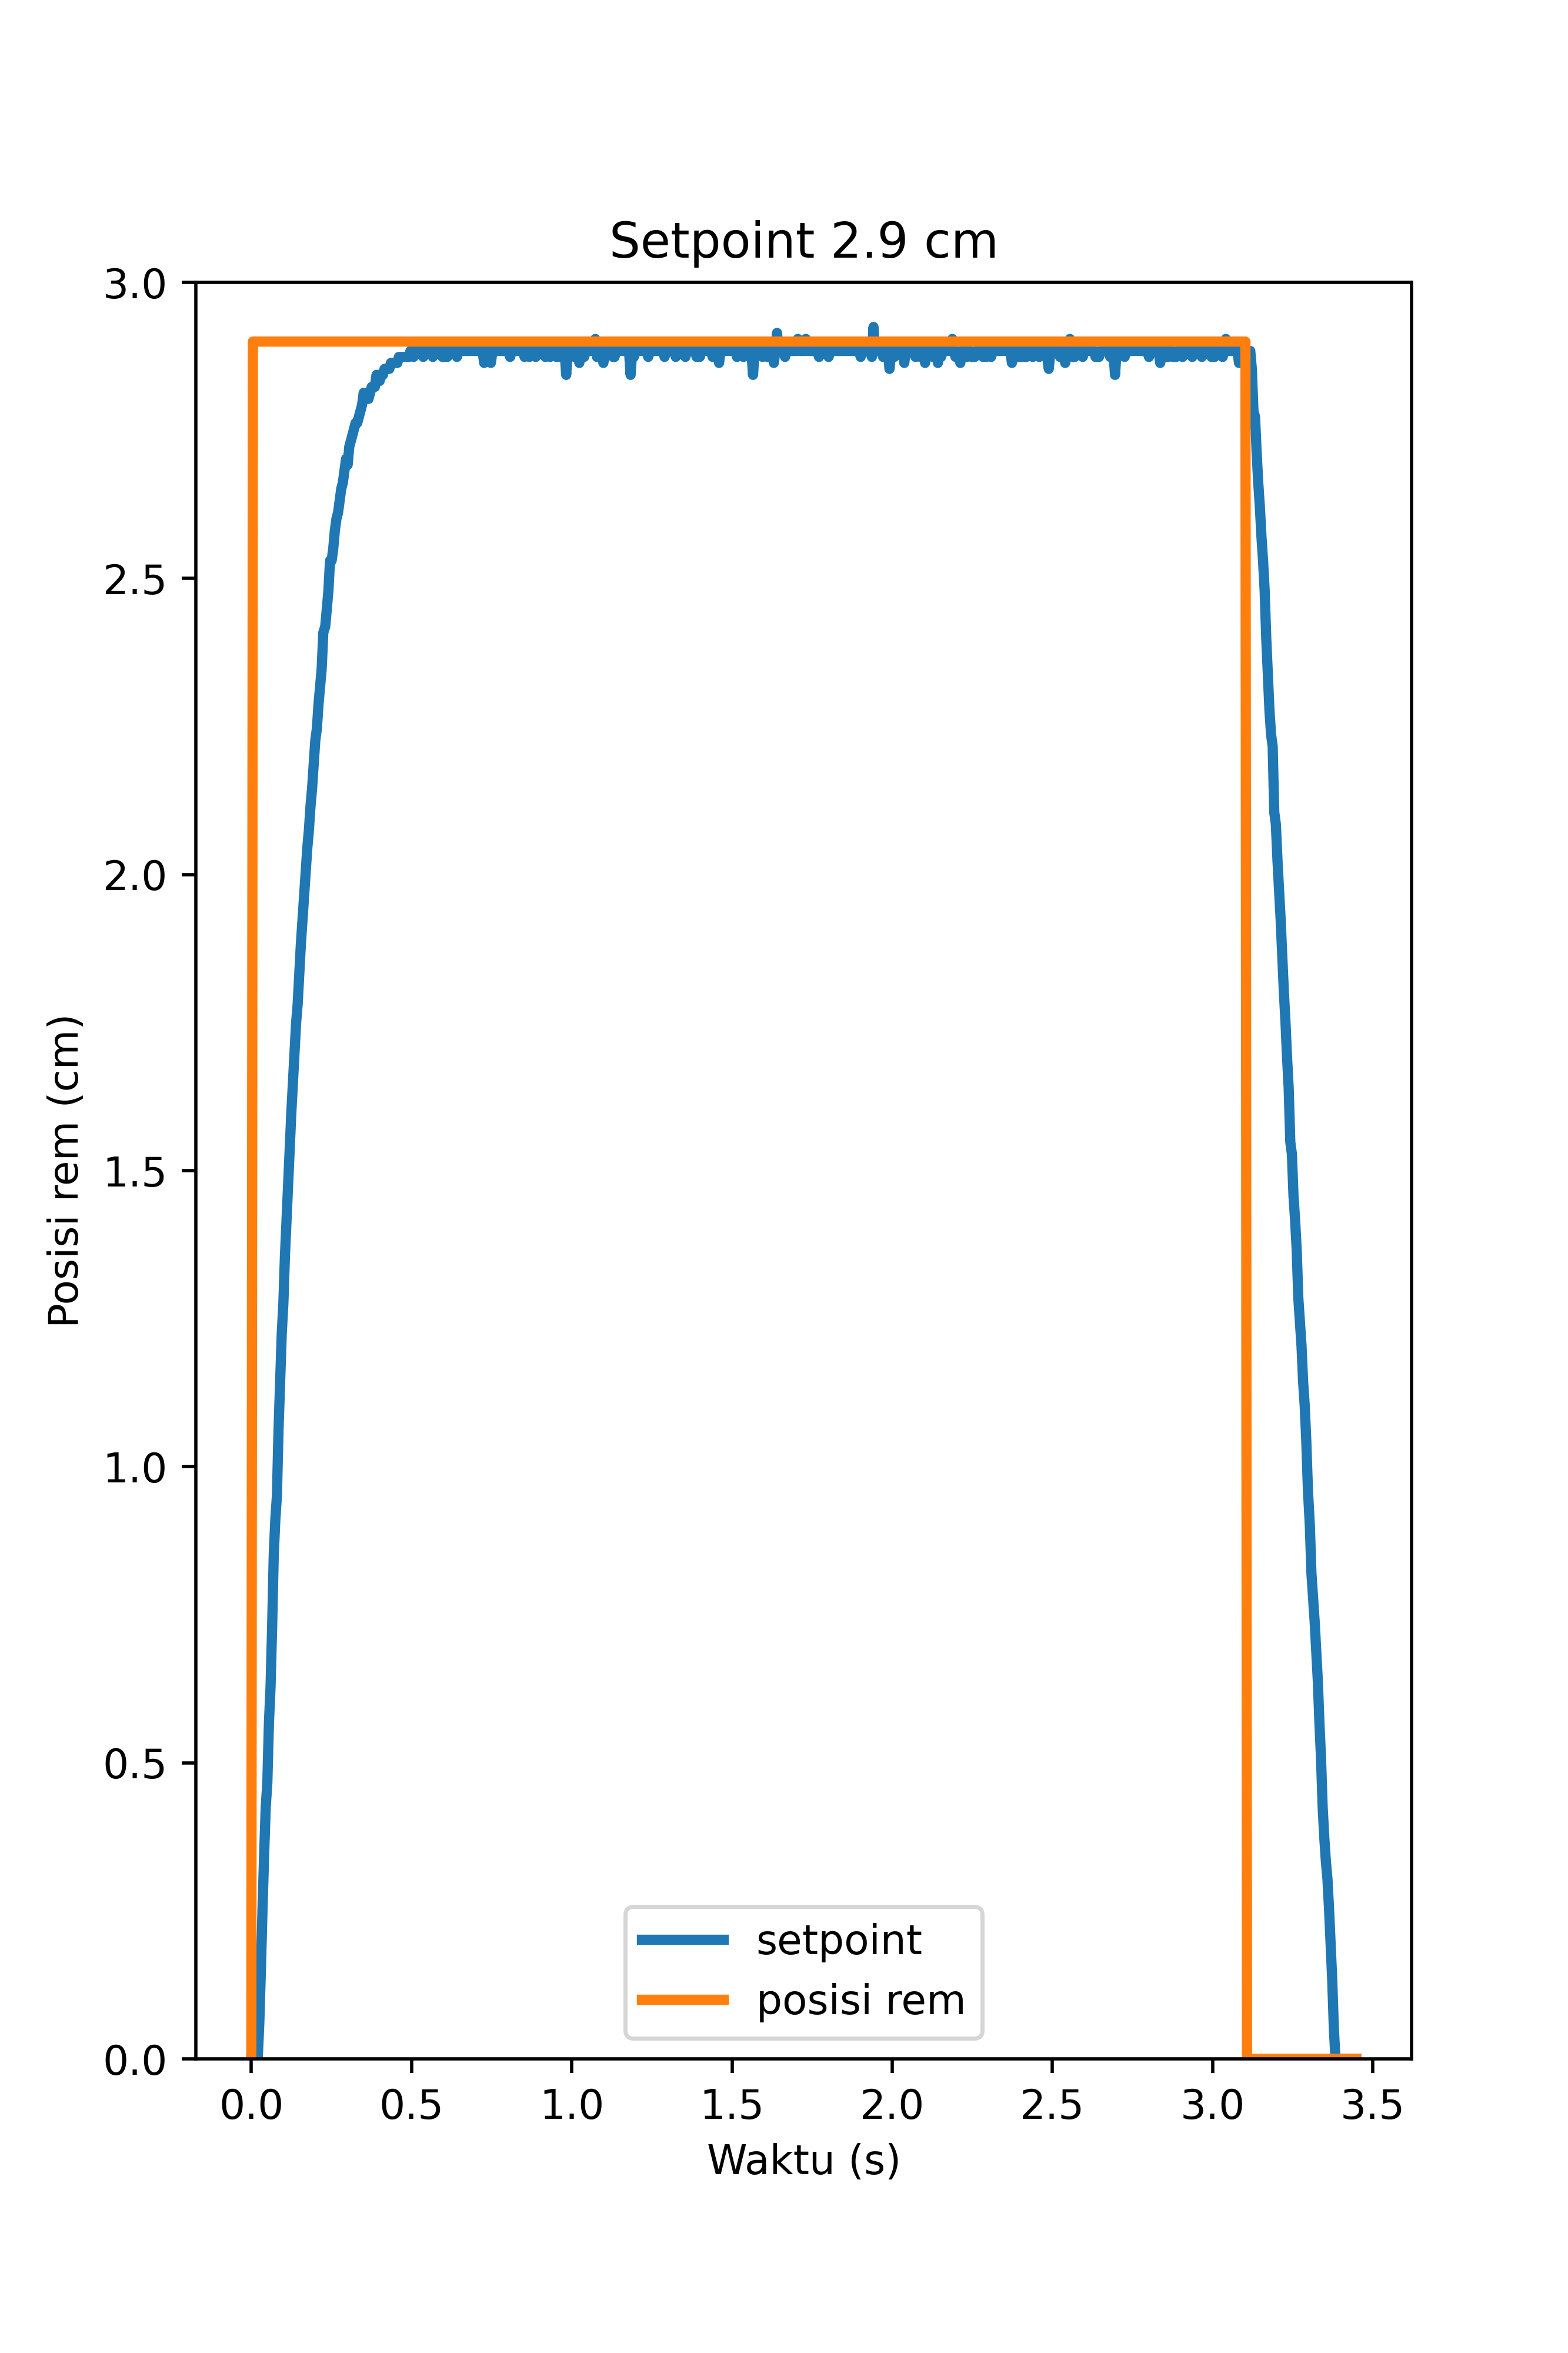 Setpoint 2.9 cm
3.0
2.5
2.0
1.5
1.0
0.5
0.0
Posisi rem (cm)
setpoint
posisi rem
0.0 0.5 1.0 1.5 2.0 2.5 3.0 3.5
Waktu (s)